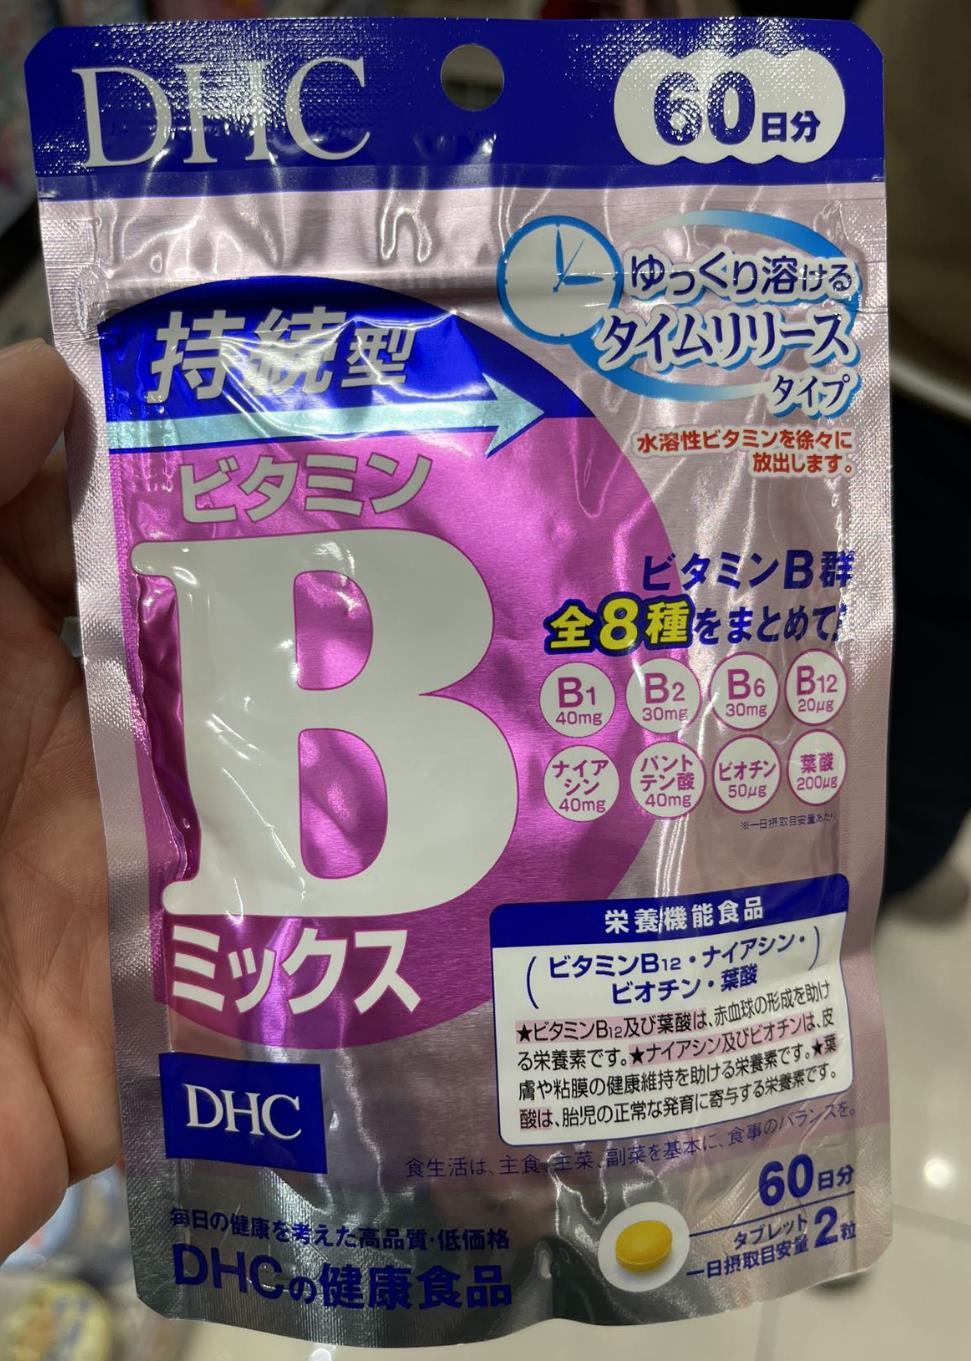 DHC
60日分
ゆっくり溶ける
タイムリリース
タイプ
水溶性ビタミンを徐々に
放出します。
持続型
ビタミン
B
ミックス
ビタミンB群
全8種をまとめて
B1
40mg
B2
30mg
B6
30mg
B12
20μg
ナイア
シン
40mg
パント
テン酸
40mg
ビオチン
50μg
葉酸
200μg
※一日摂取目安量あたり
栄養機能食品
(ビタミンB12・ナイアシン・
ビオチン・葉酸)
★ビタミンB12及び葉酸は、赤血球の形成を助け
る栄養素です。★ナイアシン及びビオチンは、皮
膚や粘膜の健康維持を助ける栄養素です。★葉
酸は、胎児の正常な発育に寄与する栄養素です。
食生活は、主食、主菜、副菜を基本に、食事のバランスを。
DHC
毎日の健康を考えた高品質・低価格
DHCの健康食品
60日分
タブレット
一日摂取目安量 2粒